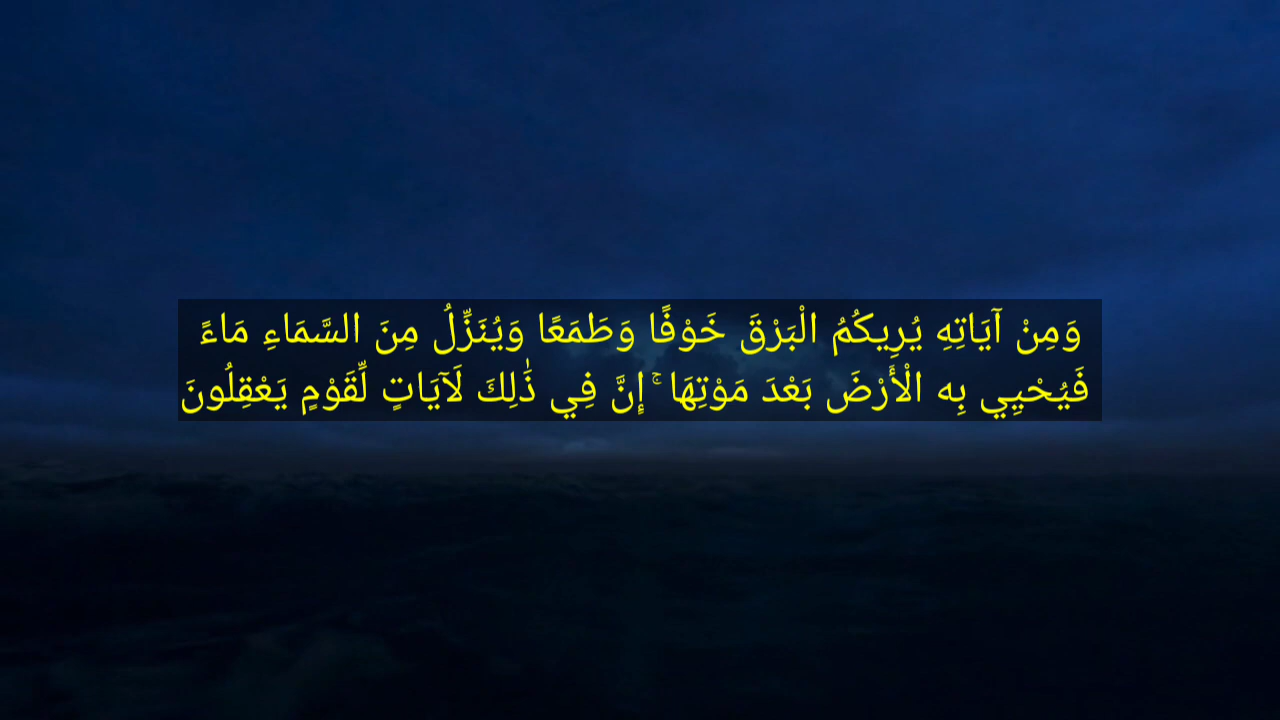 وَمِنْ آيَاتِهِ يُرِيكُمُ الْبَرْقَ خَوْفًا وَطَمَعًا وَيُنَزِّلُ مِنَ السَّمَاءِ مَاءً
فَيُحْيِي بِه الْأَرْضَ بَعْدَ مَوْتِهَا ۚ إِنَّ فِي ذَٰلِكَ لَآيَاتٍ لِّقَوْمٍ يَعْقِلُونَ